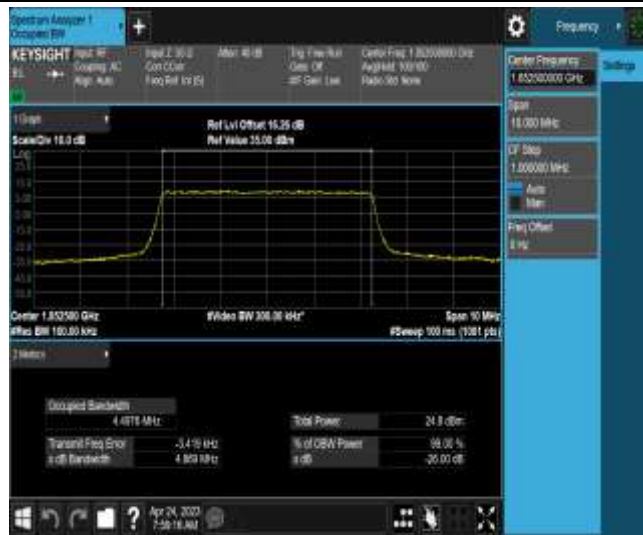 Spectrum Analyzer 1
Occupied BW
Frequency
KEYSIGHT
Input: RF
Coupling: AC
Align: Auto
Input Z: 50 Ω
Corr CCorr
Freq Ref: Int (S)
Atten: 40 dB
Trig: Free Run
Gate: Off
#IF Gain: Low
Center Freq: 1.852500000 GHz
Avg|Hold: 100/100
Radio Std: None
Center Frequency
1.852500000 GHz
Settings
Span
10.000 MHz
CF Step
1.000000 MHz
Auto
Man
Freq Offset
0 Hz
1 Graph
Scale/Div 10.0 dB
Ref Lvl Offset 16.25 dB
Ref Value 35.00 dBm
Log
Center 1.852500 GHz
#Res BW 100.00 kHz
#Video BW 300.00 kHz*
Span 10 MHz
#Sweep 100 ms (1001 pts)
2 Metrics
Occupied Bandwidth
MHz
Total Power
24.8 dBm
Transmit Freq Error
-3.419 kHz
% of OBW Power
99.00 %
x dB Bandwidth
4.869 MHz
x dB
-26.00 dB
?
Apr 24, 2023
7:59:16 AM